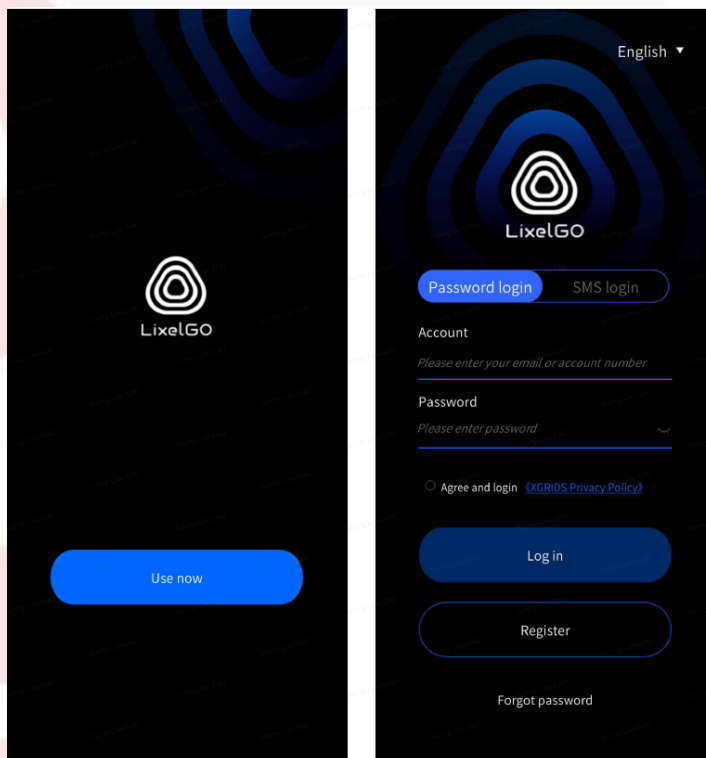 LixelGO
Use now
English
LixelGO
Password login
SMS login
Account
Please enter your email or account number
Password
Please enter password
Agree and login 《XGRIDS Privacy Policy》
Log in
Register
Forgot password